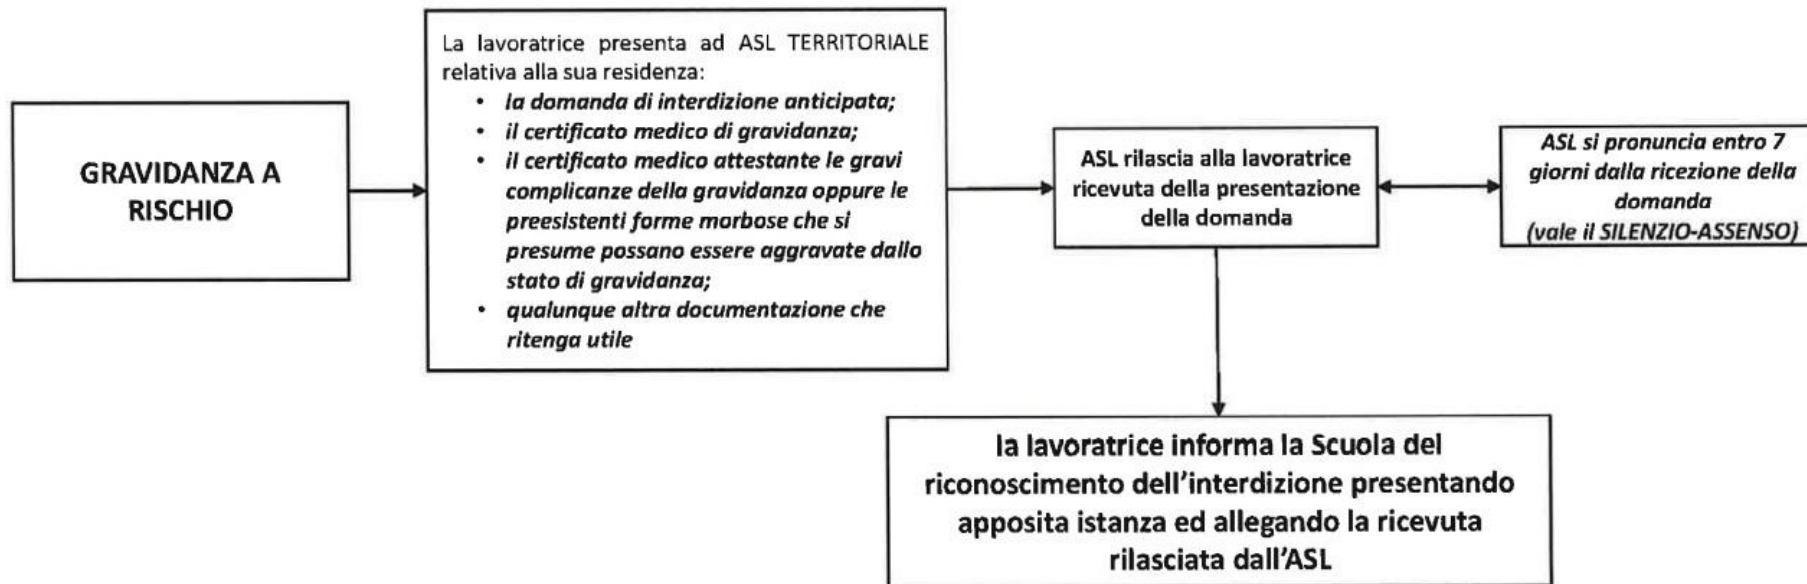 GRAVIDANZA A
RISCHIO
La lavoratrice presenta ad ASL TERRITORIALE
relativa alla sua residenza:
• la domanda di interdizione anticipata;
• il certificato medico di gravidanza;
• il certificato medico attestante le gravi
complicanze della gravidanza oppure le
preesistenti forme morbose che si
presume possano essere aggravate dallo
stato di gravidanza;
• qualunque altra documentazione che
ritenga utile
ASL rilascia alla lavoratrice
ricevuta della presentazione
della domanda
ASL si pronuncia entro 7
giorni dalla ricezione della
domanda
(vale il SILENZIO-ASSENSO)
la lavoratrice informa la Scuola del
riconoscimento dell'interdizione presentando
apposita istanza ed allegando la ricevuta
rilasciata dall'ASL